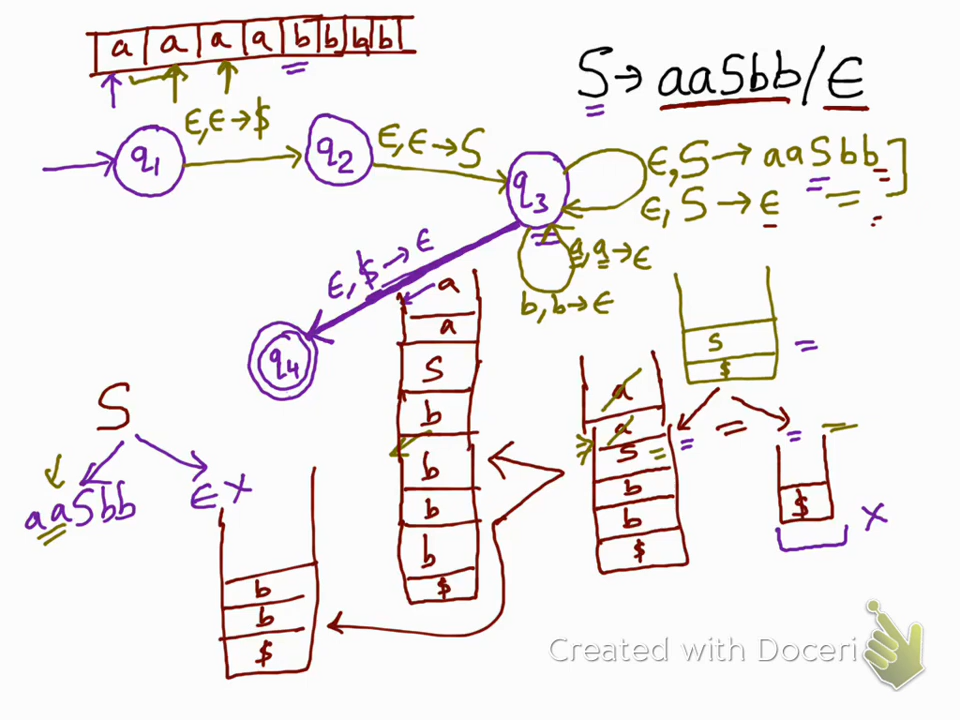 a a a a b b b b
S → aaSbb/ε
ε, ε → $
q1
q2
ε, ε → S
q3
ε, S → aaSbb
ε, S → ε
a, a → ε
b, b → ε
ε, $ → ε
q4
a
a
S
b
b
b
b
$
S
$
a
a
S
b
b
$
$ x
S
aaSbb
ε x
b
b
$
Created with Doceri